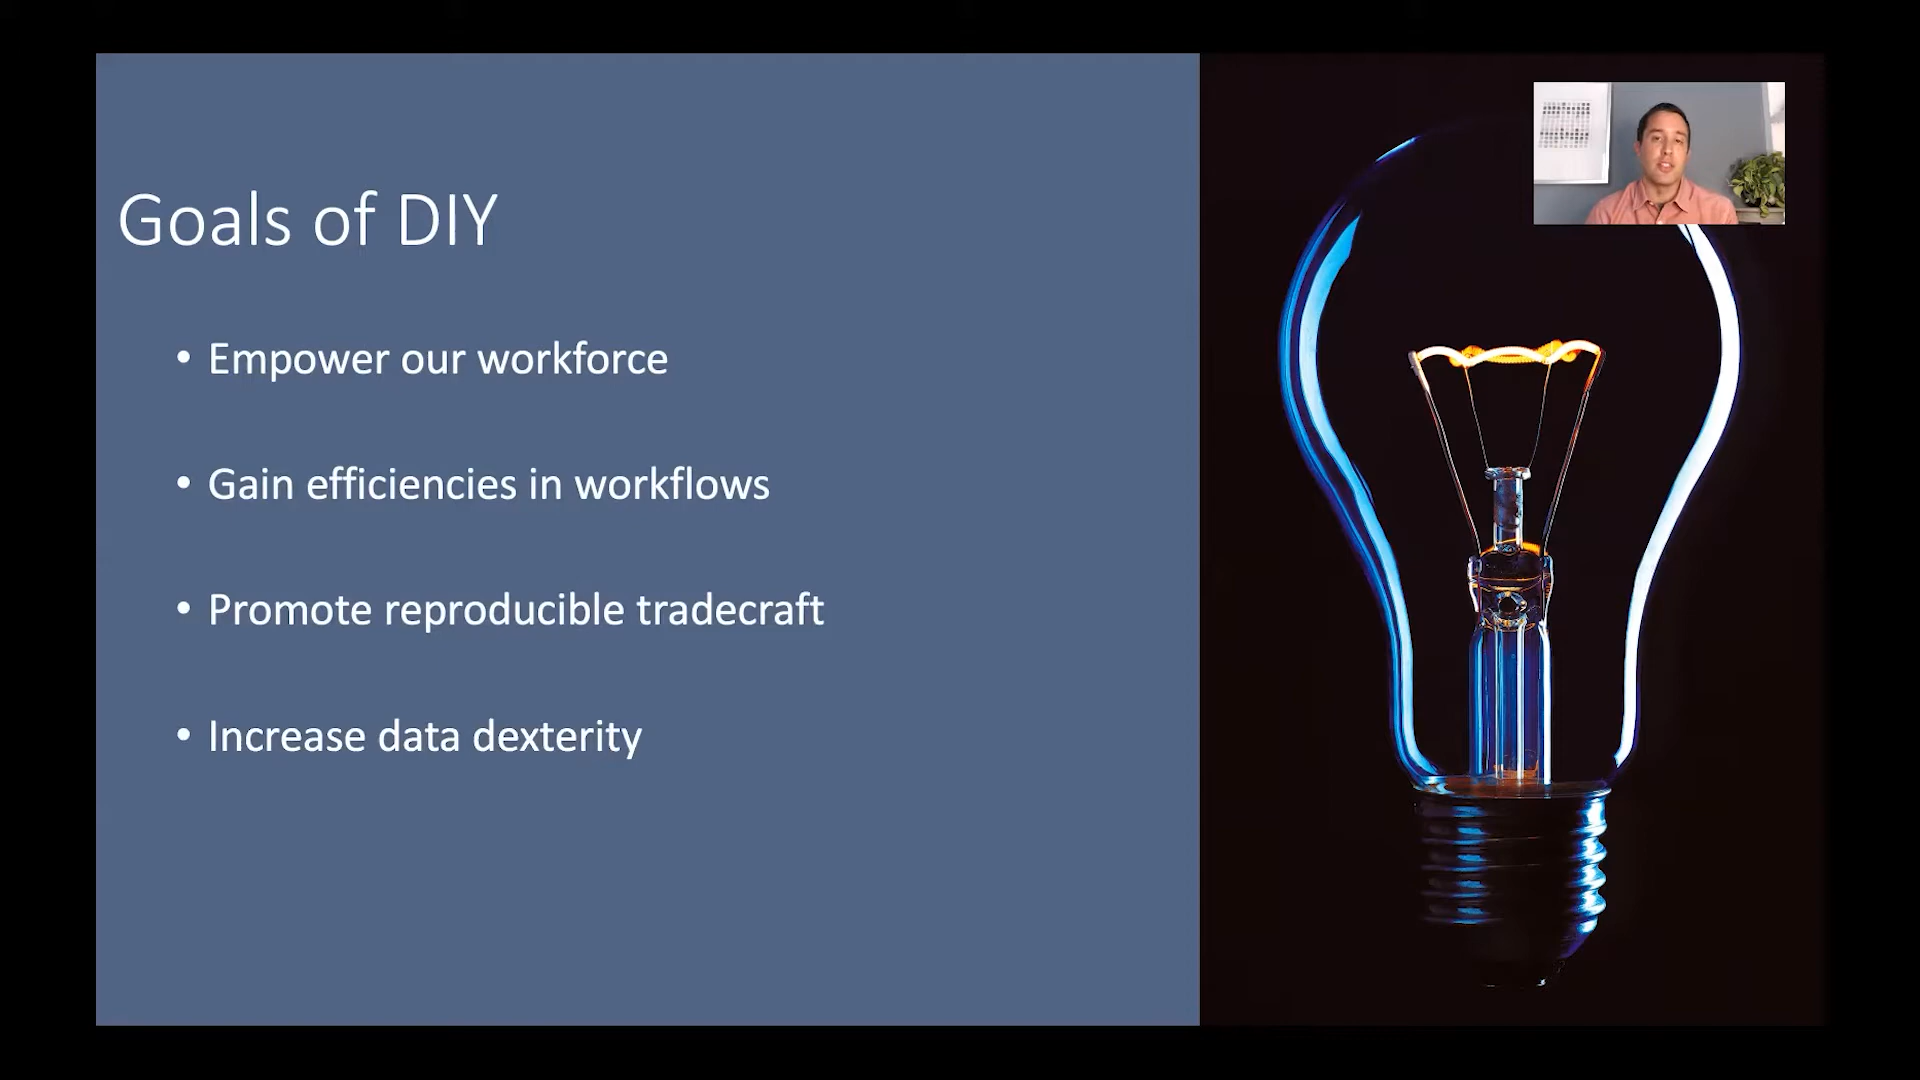 Goals of DIY
• Empower our workforce
• Gain efficiencies in workflows
• Promote reproducible tradecraft
• Increase data dexterity